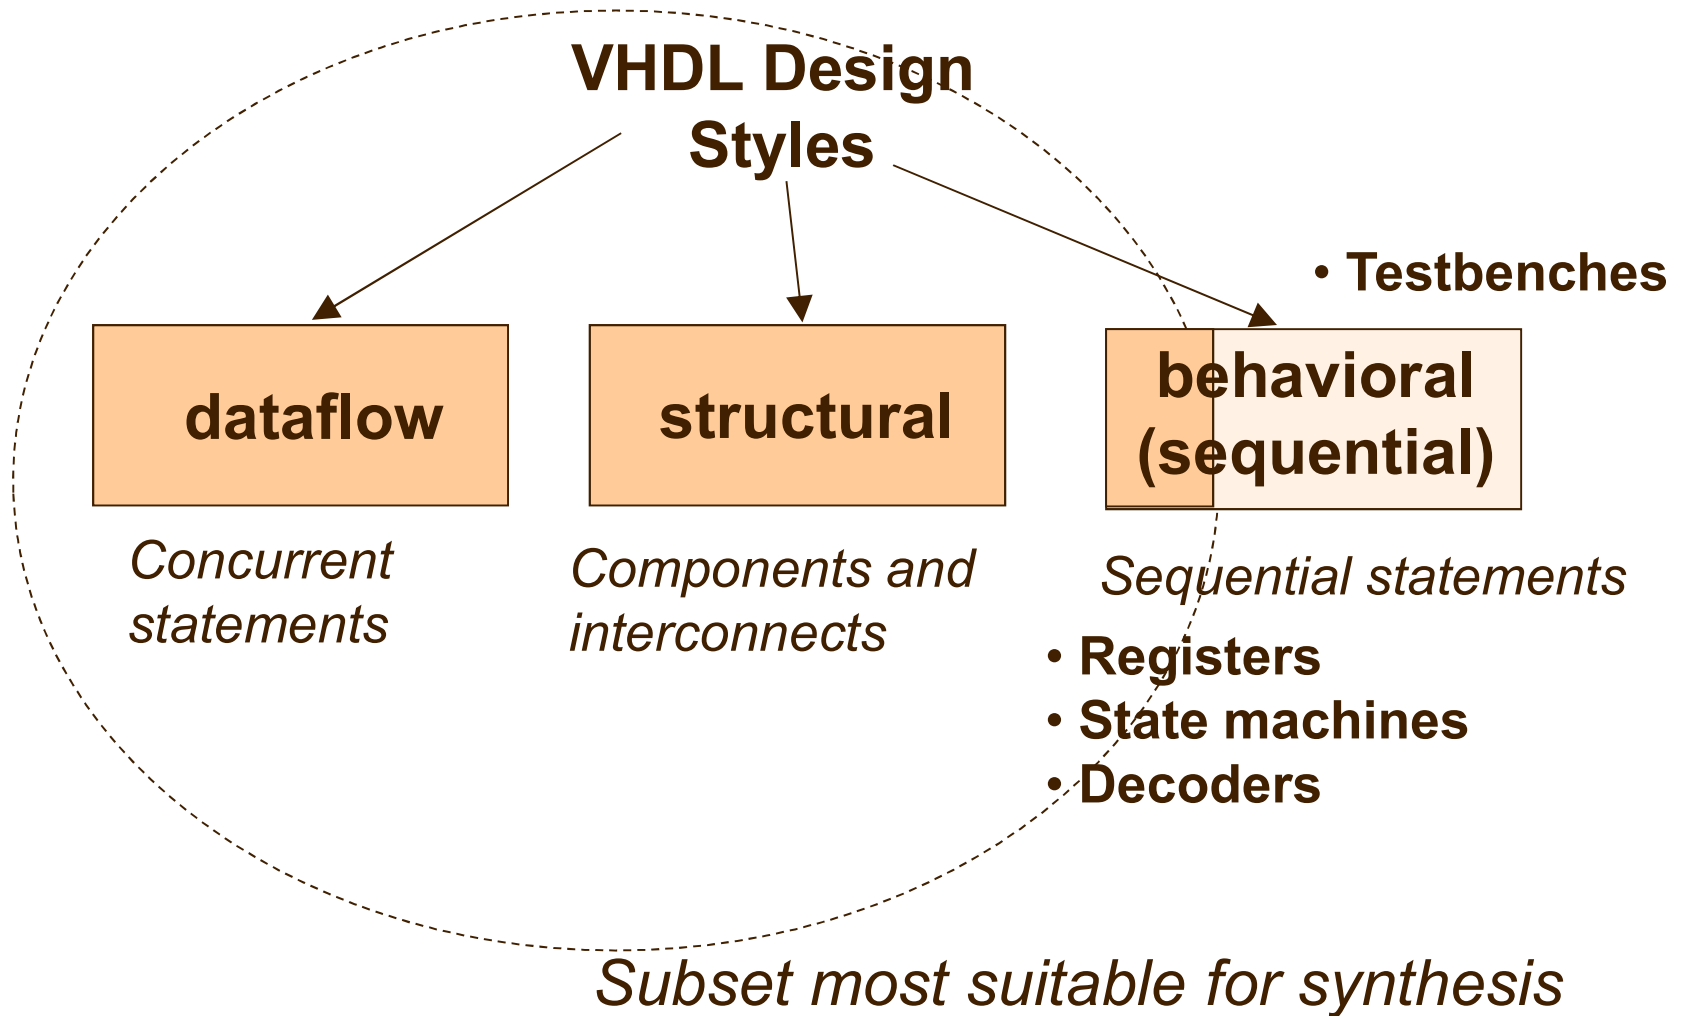 VHDL Design
Styles
• Testbenches
dataflow
structural
behavioral
(sequential)
Concurrent
statements
Components and
interconnects
Sequential statements
• Registers
• State machines
• Decoders
Subset most suitable for synthesis